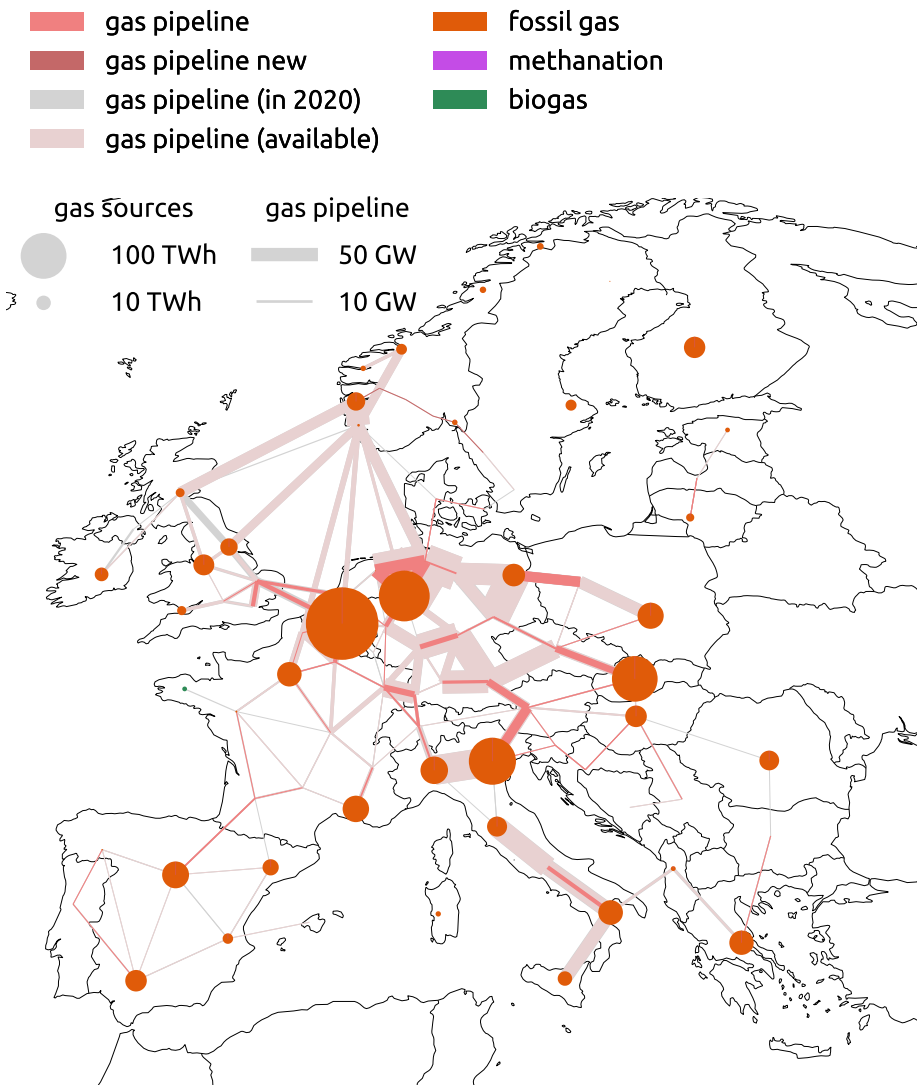 gas pipeline
gas pipeline new
gas pipeline (in 2020)
gas pipeline (available)
fossil gas
methanation
biogas
gas sources
100 TWh
10 TWh
gas pipeline
50 GW
10 GW